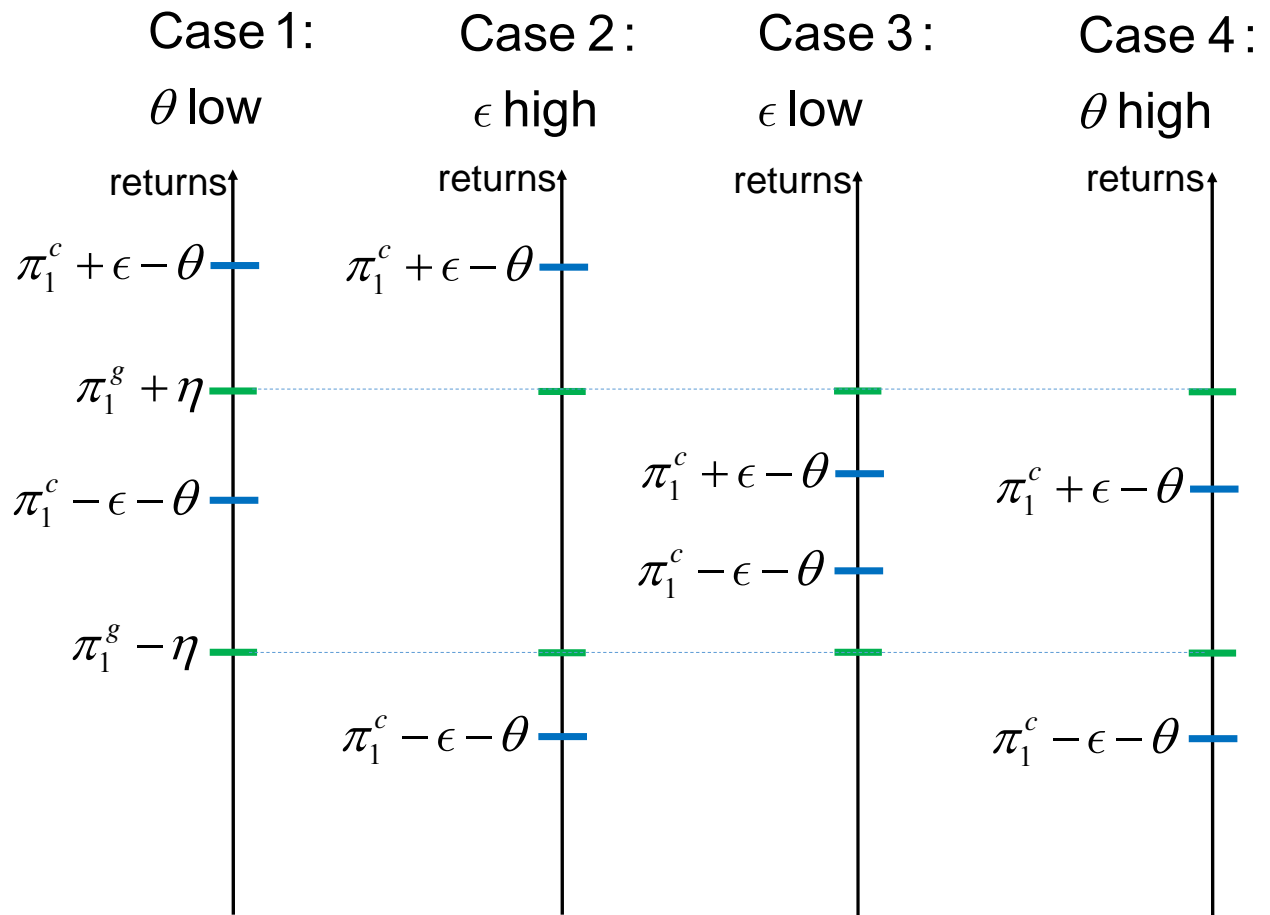 Case 1:
θ low
returns
π₁ᶜ + ϵ − θ
π₁ᵍ + η
π₁ᶜ − ϵ − θ
π₁ᵍ − η
Case 2 :
ϵ high
returns
π₁ᶜ + ϵ − θ
π₁ᶜ − ϵ − θ
Case 3 :
ϵ low
returns
π₁ᶜ + ϵ − θ
π₁ᶜ − ϵ − θ
Case 4 :
θ high
returns
π₁ᶜ + ϵ − θ
π₁ᶜ − ϵ − θ